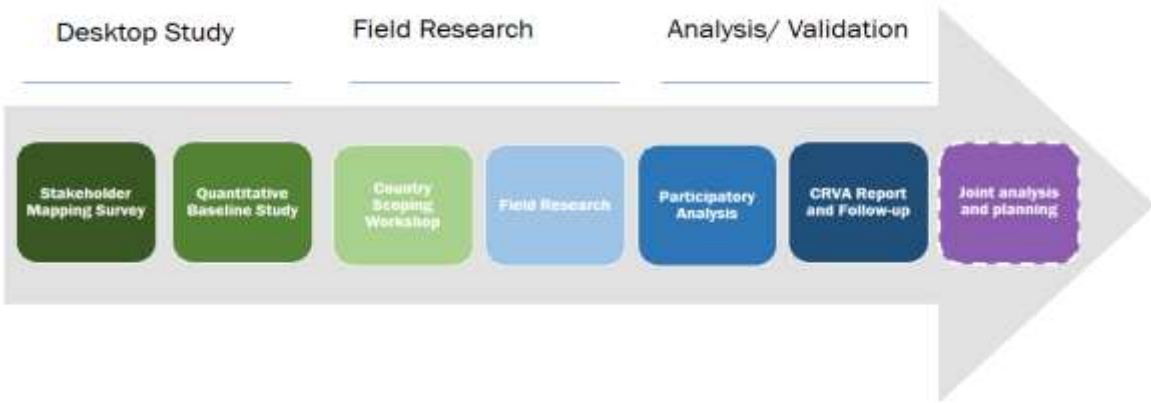 Desktop Study
Field Research
Analysis/ Validation
Stakeholder
Mapping Survey
Quantitative
Baseline Study
Country
Scoping
Workshop
Field Research
Participatory
Analysis
CRVA Report
and Follow-up
Joint analysis
and planning